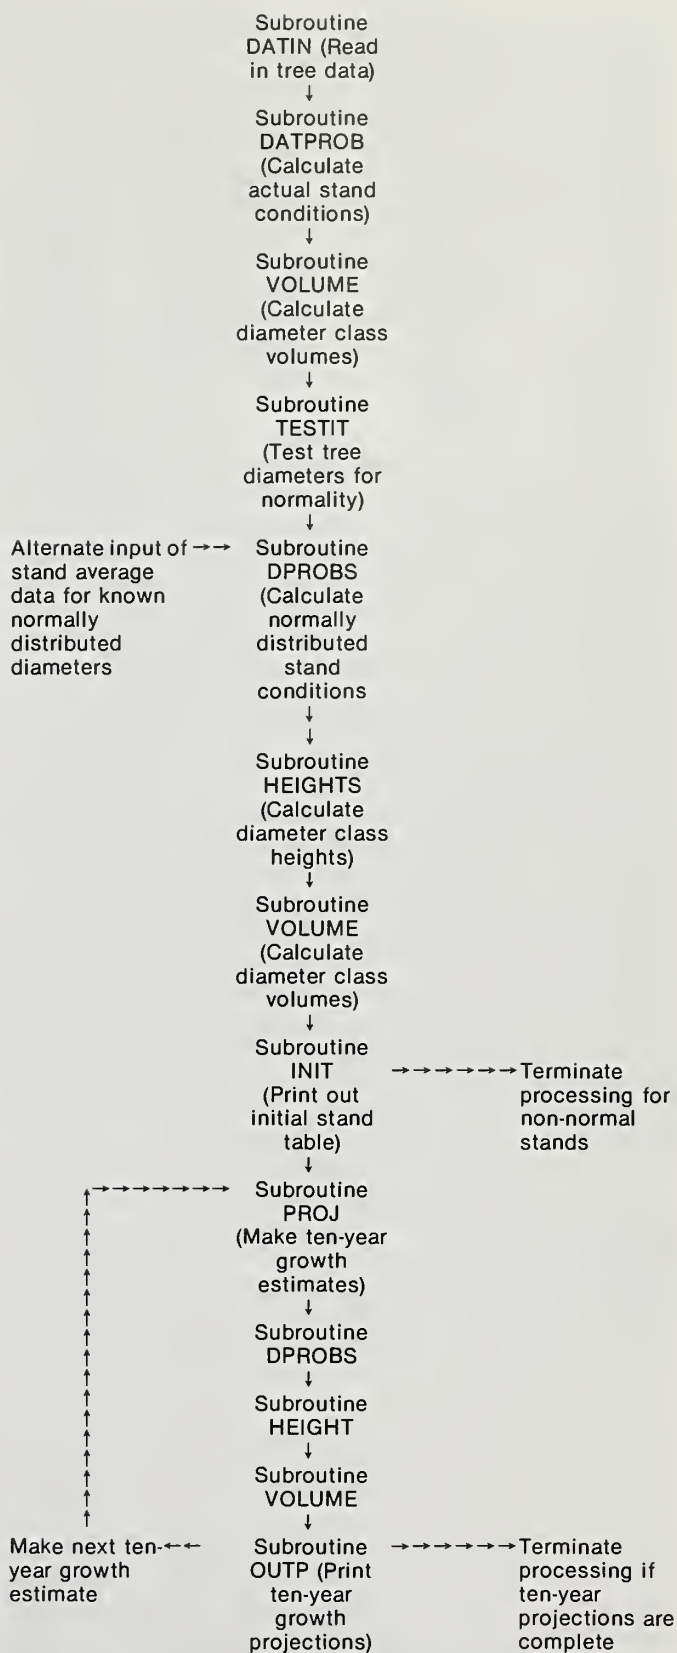 Subroutine
DATIN (Read
in tree data)
↓
Subroutine
DATPROB
(Calculate
actual stand
conditions)
↓
Subroutine
VOLUME
(Calculate
diameter class
volumes)
↓
Subroutine
TESTIT
(Test tree
diameters for
normality)
↓
Alternate input of →→
stand average
data for known
normally
distributed
diameters
Subroutine
DPROBS
(Calculate
normally
distributed
stand
conditions
↓
↓
Subroutine
HEIGHTS
(Calculate
diameter class
heights)
↓
Subroutine
VOLUME
(Calculate
diameter class
volumes)
↓
Subroutine
INIT
(Print out
initial stand
table)
→→→→→→ Terminate
processing for
non-normal
stands
↓
Subroutine
PROJ
(Make ten-year
growth
estimates)
↓
Subroutine
DPROBS
↓
Subroutine
HEIGHT
↓
Subroutine
VOLUME
↓
Make next ten-←←
year growth
estimate
Subroutine
OUTP (Print
ten-year
growth
projections)
→→→→→→ Terminate
processing if
ten-year
projections are
complete